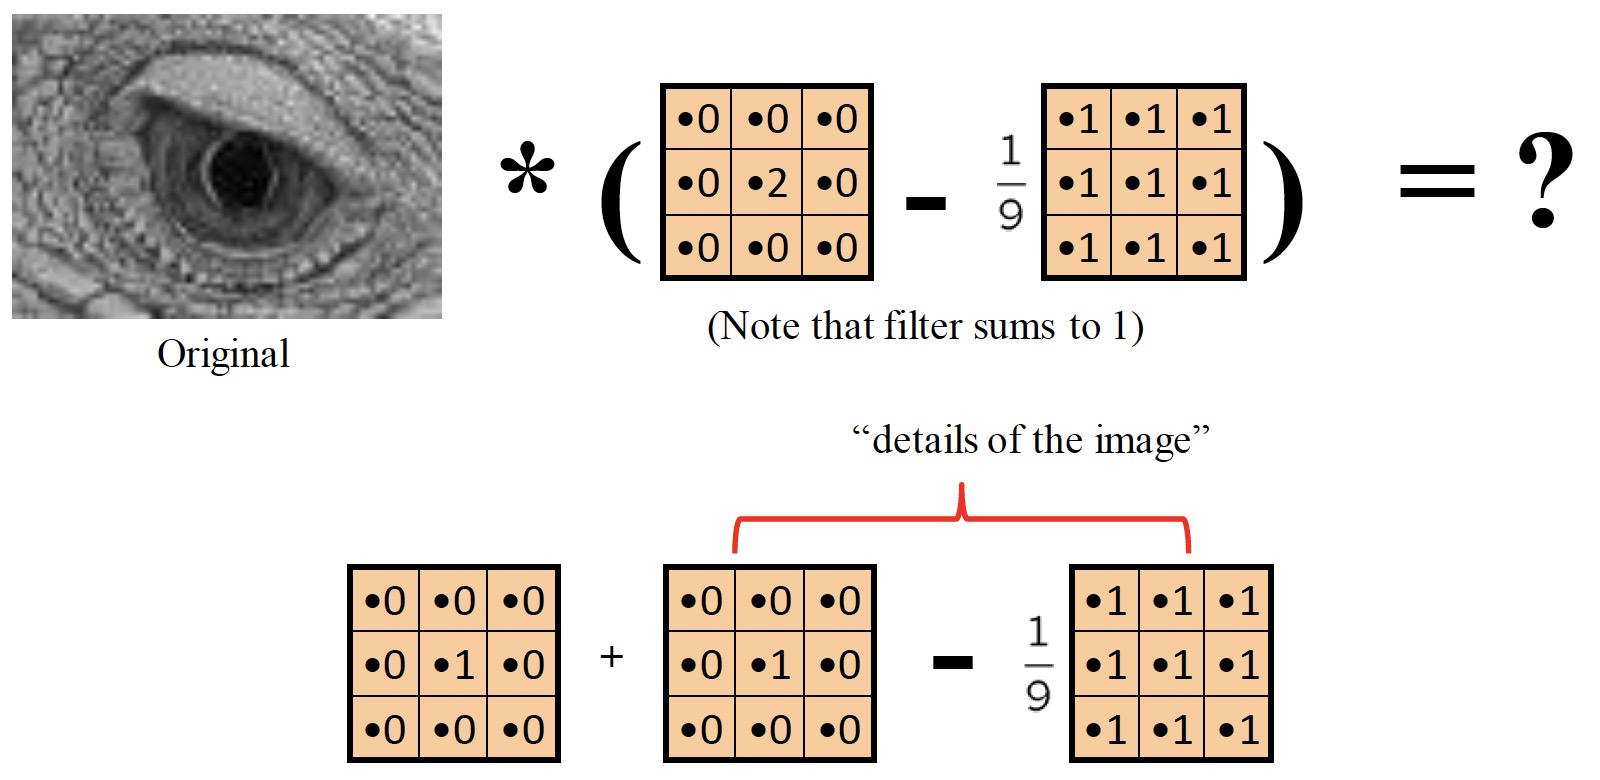 •0 •0 •0 •1 •1 •1
* ( •0 •2 •0 - 1/9 •1 •1 •1 ) = ?
•0 •0 •0 •1 •1 •1
(Note that filter sums to 1)
Original
“details of the image”
•0 •0 •0 •0 •0 •0 •1 •1 •1
•0 •1 •0 + •0 •1 •0 - 1/9 •1 •1 •1
•0 •0 •0 •0 •0 •0 •1 •1 •1